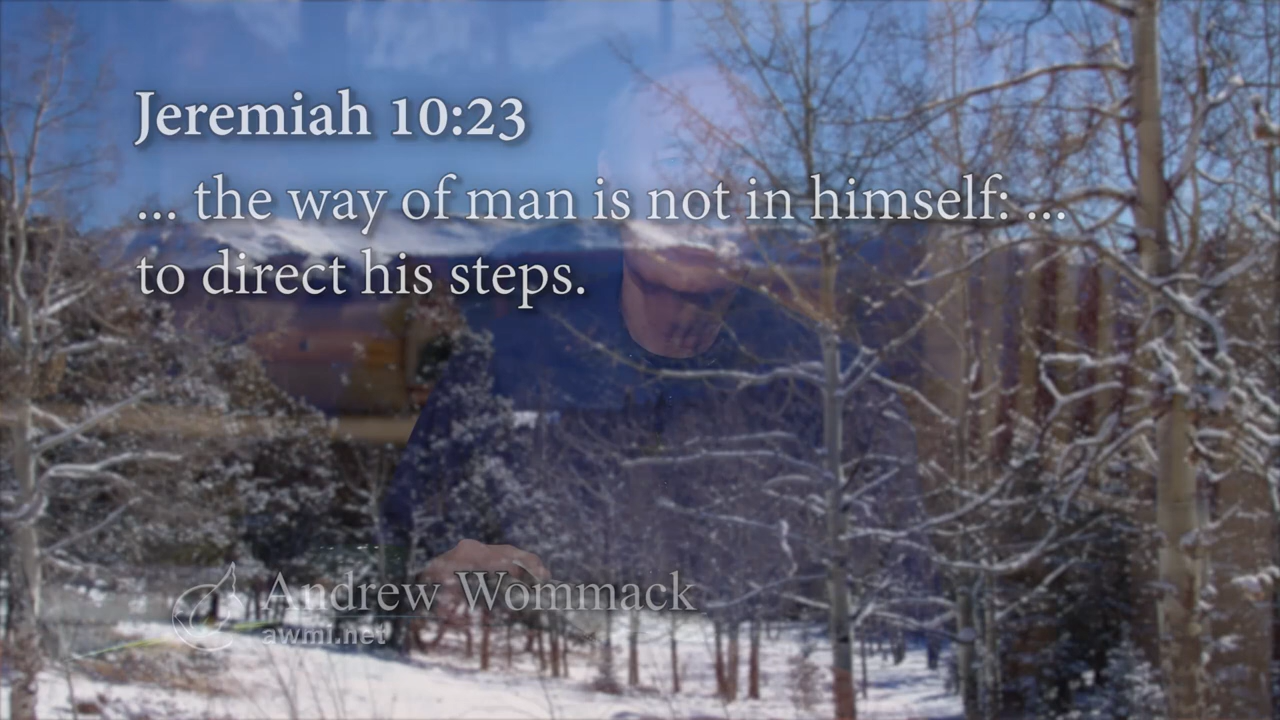 Jeremiah 10:23
... the way of man is not in himself: ...
to direct his steps.
Andrew Wommack
awmi.net